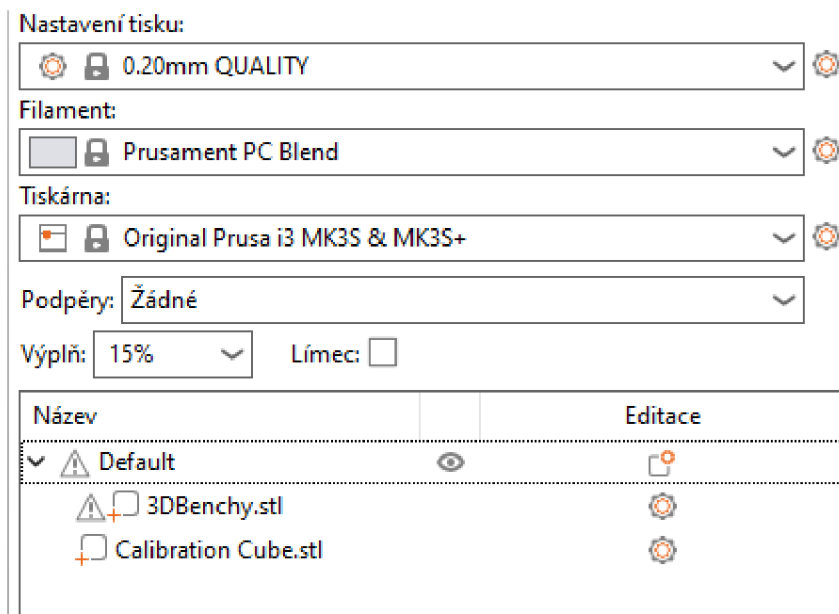 Nastavení tisku:
0.20mm QUALITY
Filament:
Prusament PC Blend
Tiskárna:
Original Prusa i3 MK3S & MK3S+
Podpěry: Žádné
Výplň: 15% Límec:
Název Editace
Default
3DBenchy.stl
Calibration Cube.stl